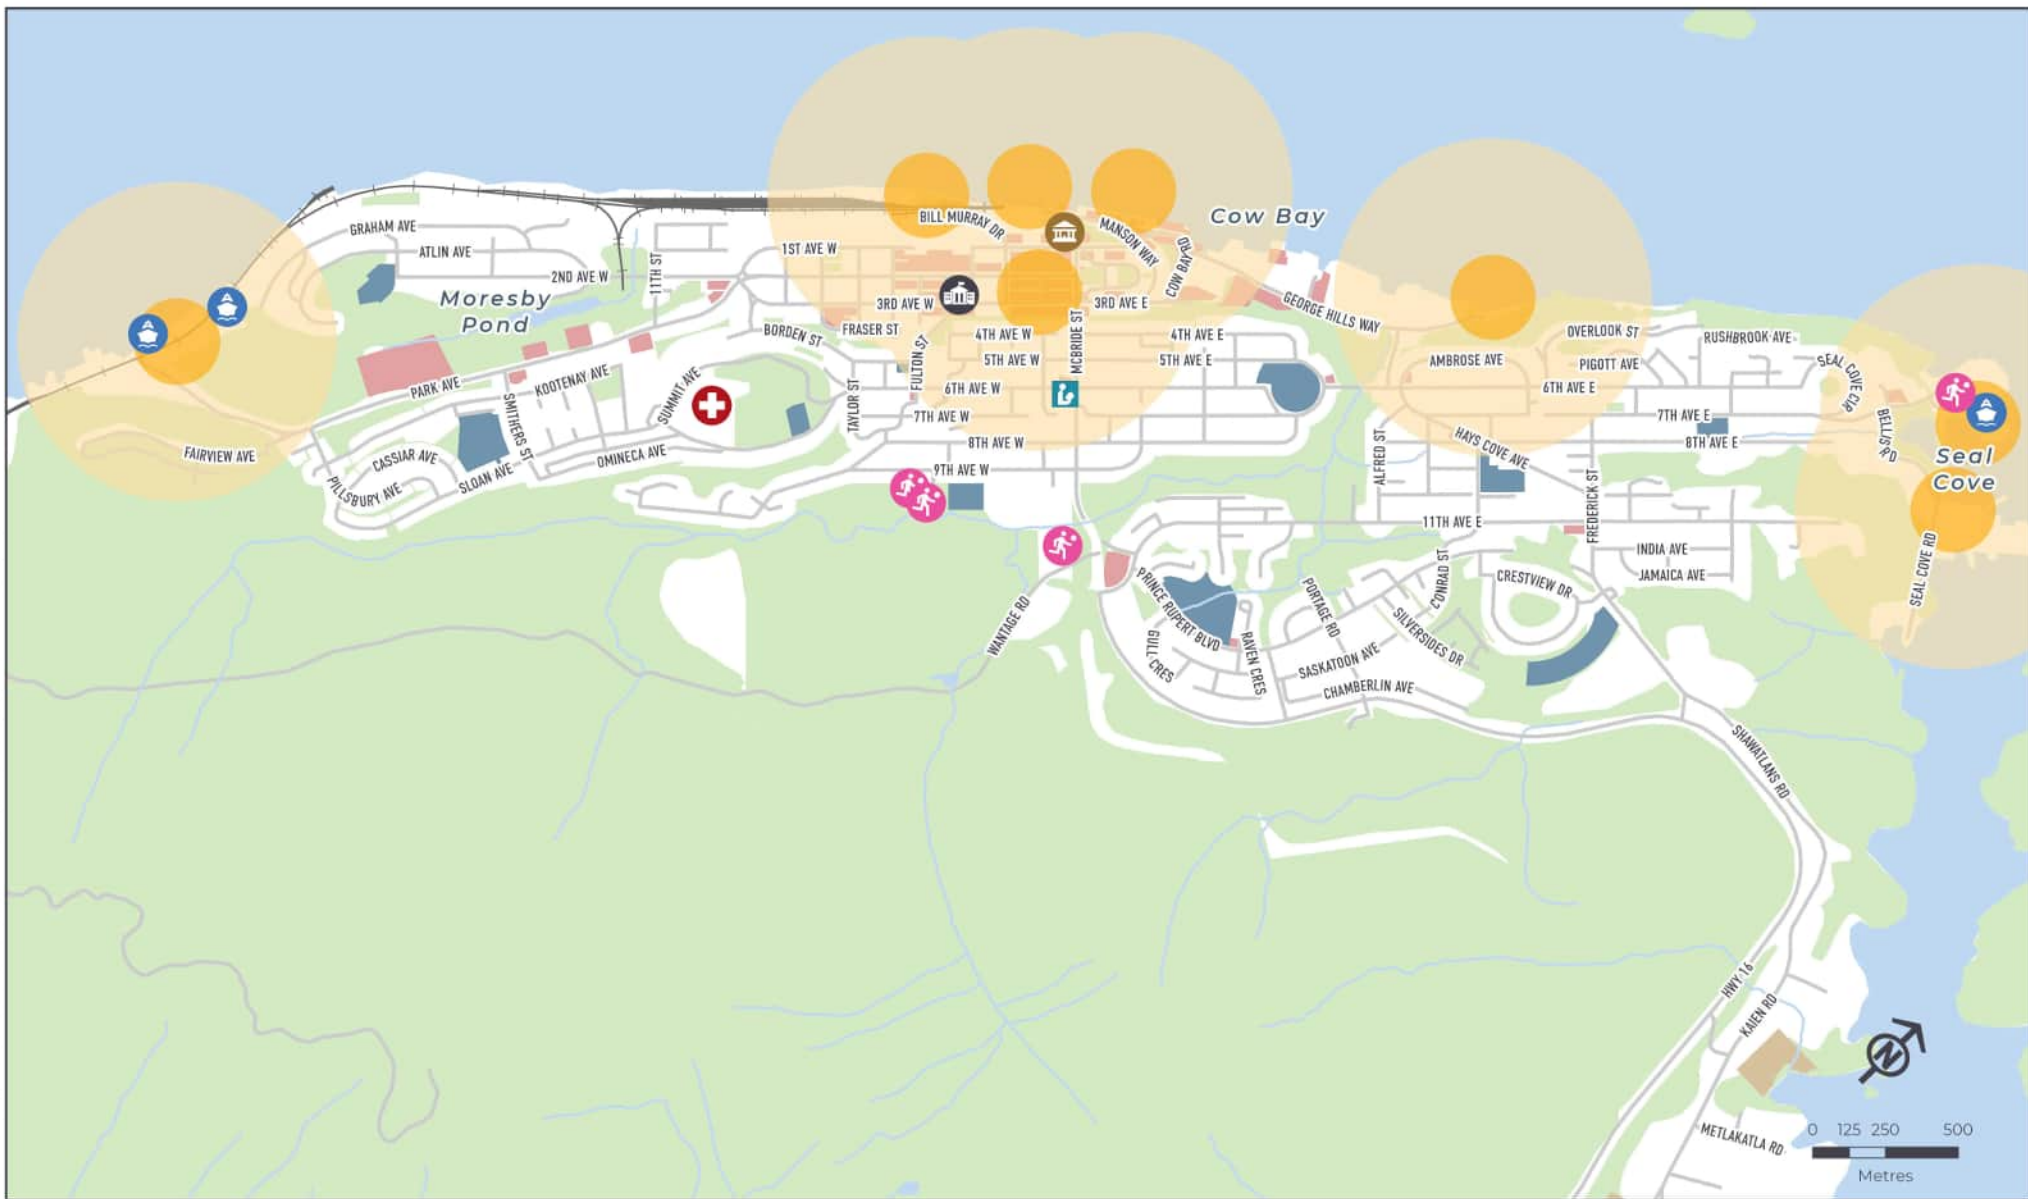 Cow Bay
BILL MURRAY DR
MANSON WAY
COW BAY RD
GRAHAM AVE
ATLIN AVE
2ND AVE W
11TH ST
1ST AVE W
Moresby
Pond
3RD AVE W
3RD AVE E
GEORGE HILLS WAY
BORDEN ST
FRASER ST
FULTON ST
4TH AVE W
MCBRIDE ST
4TH AVE E
5TH AVE W
5TH AVE E
6TH AVE W
7TH AVE W
8TH AVE W
9TH AVE W
TAYLOR ST
PARK AVE
KOOTENAY AVE
SUMMIT AVE
SMITHERS ST
OMINECA AVE
SLOAN AVE
CASSIAR AVE
PILLSBURY AVE
FAIRVIEW AVE
OVERLOOK ST
RUSHBROOK AVE
AMBROSE AVE
PIGOTT AVE
6TH AVE E
7TH AVE E
8TH AVE E
SEAL COVE CIR
BELLIS RD
Seal
Cove
SEAL COVE RD
ALFRED ST
HAYS COVE AVE
FREDERICK ST
11TH AVE E
INDIA AVE
JAMAICA AVE
CRESTVIEW DR
CONRAD ST
PORTAGE RD
SILVERSIDES DR
SASKATOON AVE
CHAMBERLIN AVE
PRINCE RUPERT BLVD
GULL CRES
RAVEN CRES
WANTAGE RD
SHAWATLANS RD
HWY 16
KAIEN RD
METLAKATLA RD
N
0 125 250 500
Metres